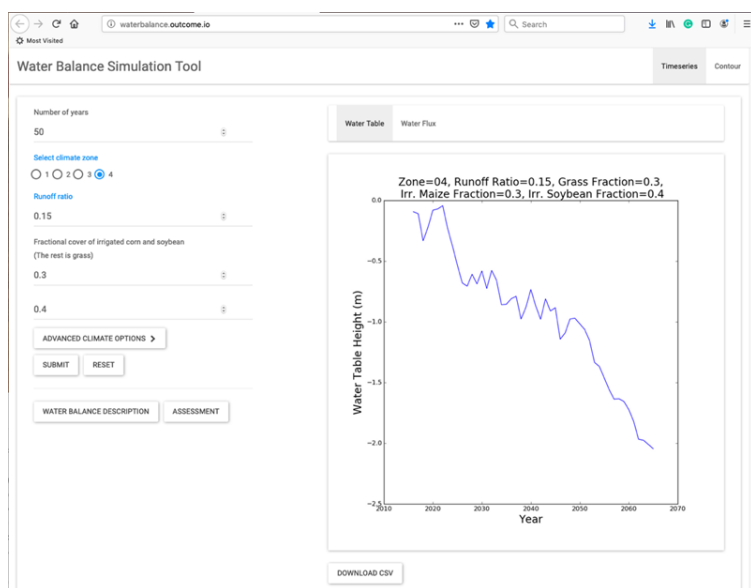 waterbalance.outcome.io
Search
Most Visited
Water Balance Simulation Tool
Timeseries
Contour
Number of years
50
Select climate zone
1 2 3 4
Runoff ratio
0.15
Fractional cover of irrigated corn and soybean
(The rest is grass)
0.3
0.4
ADVANCED CLIMATE OPTIONS
SUBMIT
RESET
WATER BALANCE DESCRIPTION
ASSESSMENT
Water Table
Water Flux
Zone=04, Runoff Ratio=0.15, Grass Fraction=0.3,
Irr. Maize Fraction=0.3, Irr. Soybean Fraction=0.4
0.0
−0.5
−1.0
−1.5
−2.0
−2.5
Water Table Height (m)
2010 2020 2030 2040 2050 2060 2070
Year
DOWNLOAD CSV